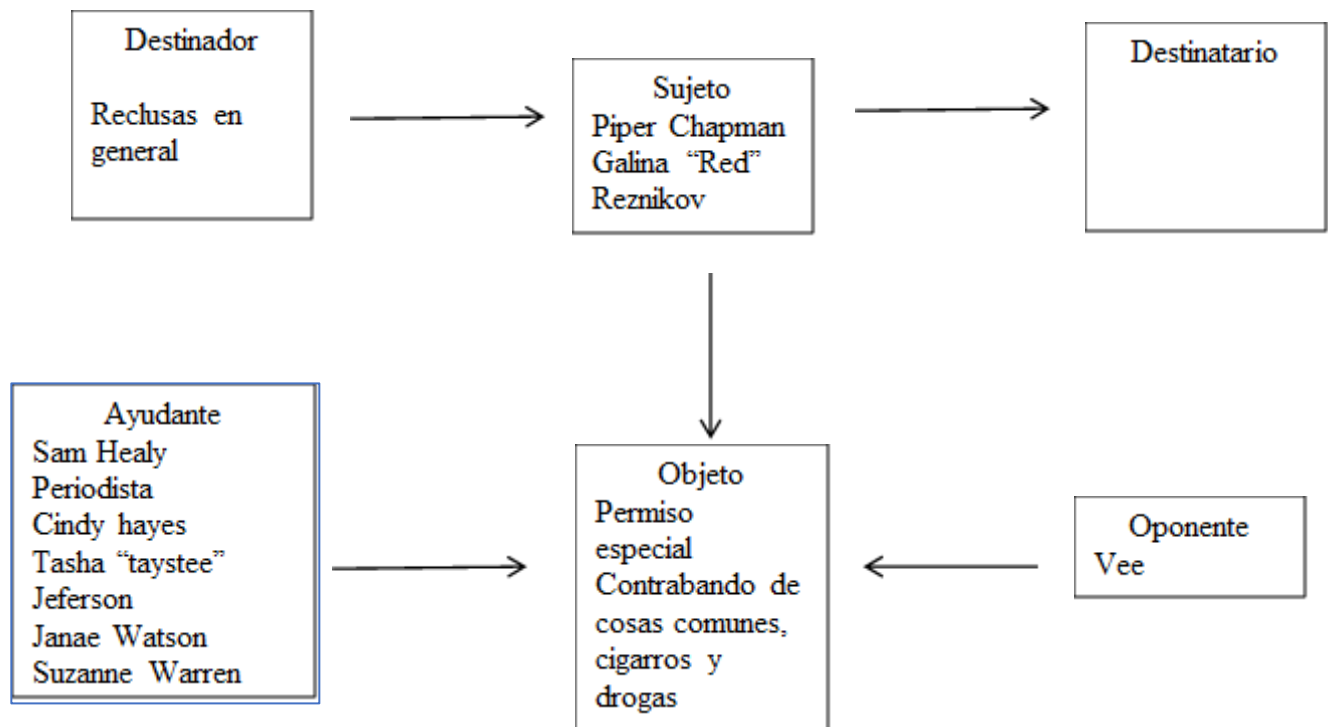 Destinador
Reclusas en
general
Sujeto
Piper Chapman
Galina “Red”
Reznikov
Destinatario
Ayudante
Sam Healy
Periodista
Cindy hayes
Tasha “taystee”
Jeferson
Janae Watson
Suzanne Warren
Objeto
Permiso
especial
Contrabando de
cosas comunes,
cigarros y
drogas
Oponente
Vee